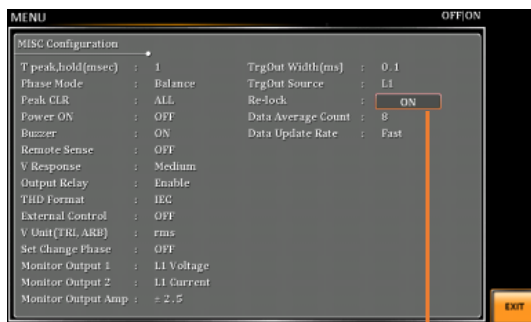 MENU OFF|ON
MISC Configuration
T peak,hold(msec) : 1
Phase Mode : Balance
Peak CLR : ALL
Power ON : OFF
Buzzer : ON
Remote Sense : OFF
V Response : Medium
Output Relay : Enable
THD Format : IEC
External Control : OFF
V Unit(TRI, ARB) : rms
Set Change Phase : OFF
Monitor Output 1 : L1 Voltage
Monitor Output 2 : L1 Current
Monitor Output Amp : ± 2.5
TrgOut Width(ms) : 0.1
TrgOut Source : L1
Re-lock : ON
Data Average Count : 8
Data Update Rate : Fast
EXIT